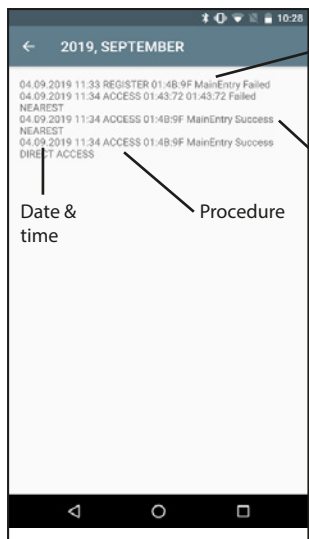 10:28
2019, SEPTEMBER
04.09.2019 11:33 REGISTER 01:4B:9F MainEntry Failed
04.09.2019 11:34 ACCESS 01:43:72 01:43:72 Failed
NEAREST
04.09.2019 11:34 ACCESS 01:4B:9F MainEntry Success
NEAREST
04.09.2019 11:34 ACCESS 01:4B:9F MainEntry Success
DIRECT ACCESS
Date &
time
Procedure